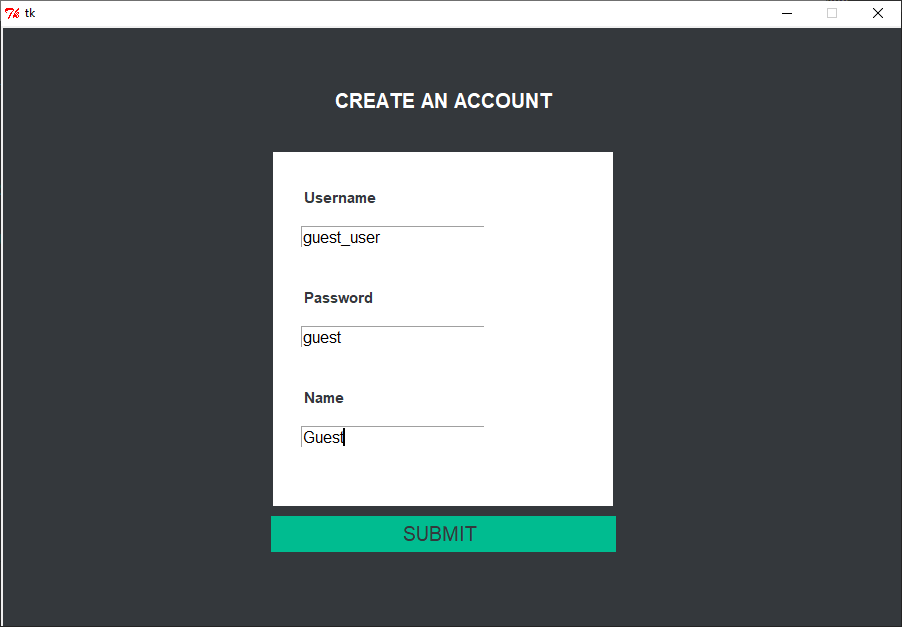 tk
CREATE AN ACCOUNT
Username
guest_user
Password
guest
Name
Guest
SUBMIT